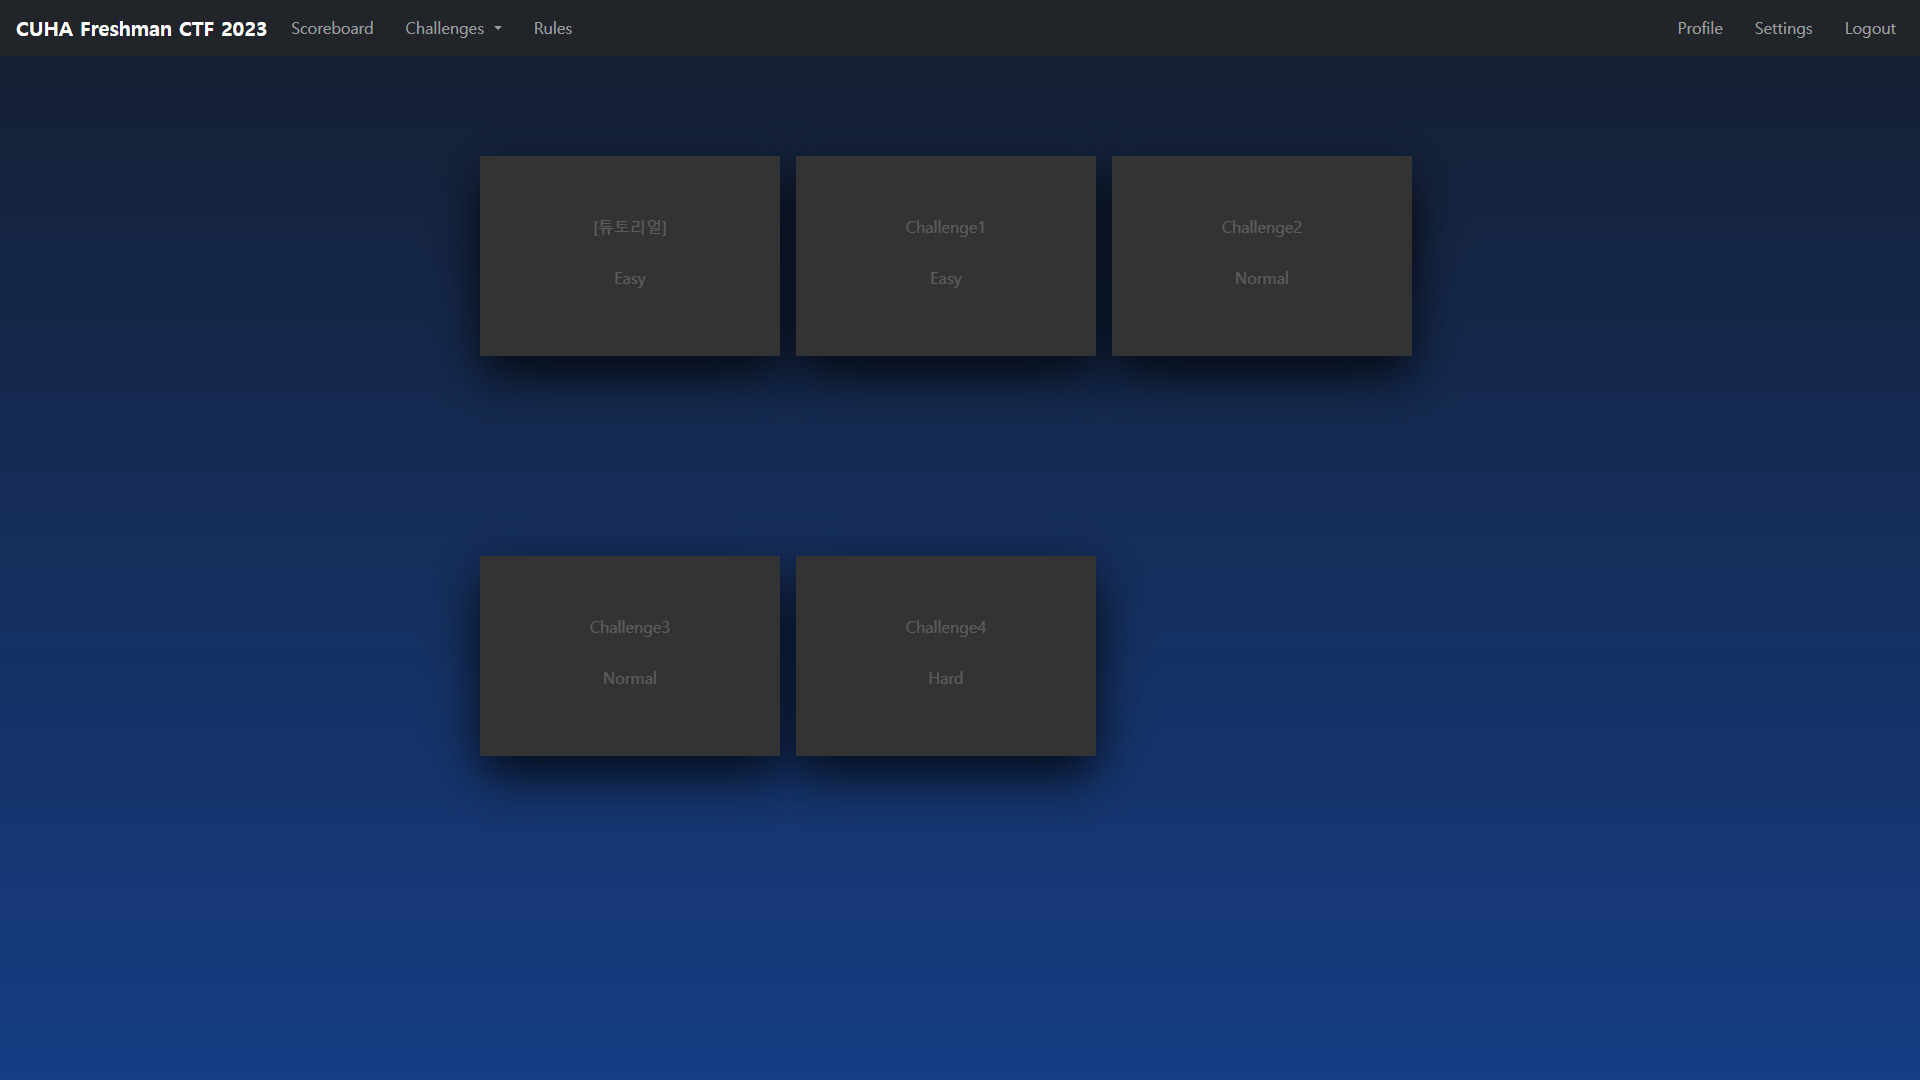 CUHA Freshman CTF 2023 Scoreboard Challenges Rules Profile Settings Logout
[튜토리얼] Challenge1 Challenge2
Easy Easy Normal
Challenge3 Challenge4
Normal Hard